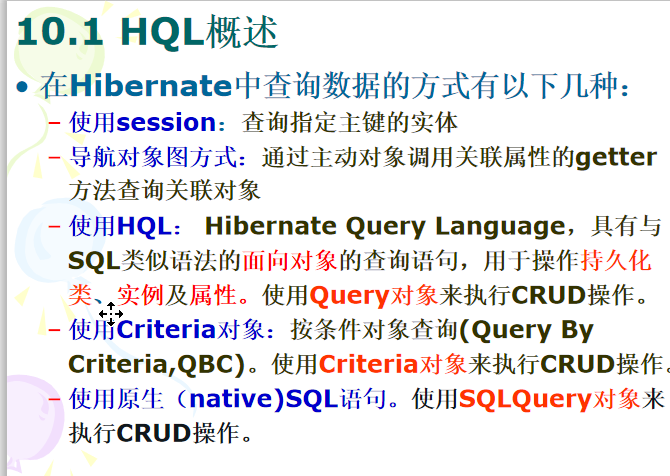 10.1 HQL概述
• 在Hibernate中查询数据的方式有以下几种：
– 使用session：查询指定主键的实体
– 导航对象图方式：通过主动对象调用关联属性的getter
方法查询关联对象
– 使用HQL： Hibernate Query Language，具有与
SQL类似语法的面向对象的查询语句，用于操作持久化
类、实例及属性。使用Query对象来执行CRUD操作。
– 使用Criteria对象：按条件对象查询(Query By
Criteria,QBC)。使用Criteria对象来执行CRUD操作。
– 使用原生（native)SQL语句。使用SQLQuery对象来
执行CRUD操作。